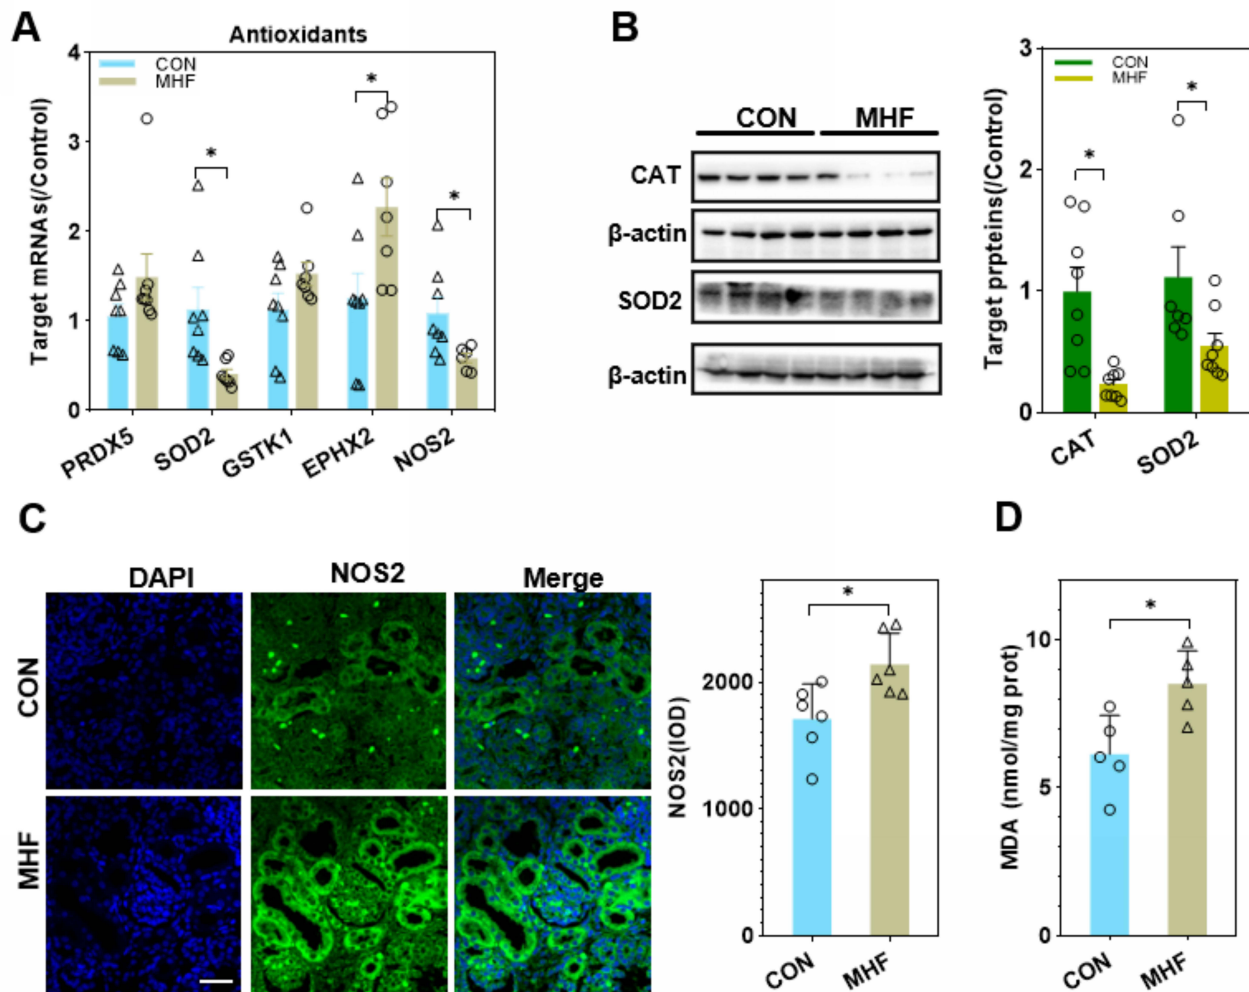 A
Antioxidants
CON
MHF
*
*
*
4
3
2
1
0
Target mRNAs(/Control)
PRDX5
SOD2
GSTK1
EPHX2
NOS2
B
CON
MHF
CAT
β-actin
SOD2
β-actin
CON
MHF
*
*
3
2
1
0
Target prpteins(/Control)
CAT
SOD2
C
DAPI
NOS2
Merge
CON
MHF
*
2000
1000
0
NOS2(IOD)
CON
MHF
D
*
10
5
0
MDA (nmol/mg prot)
CON
MHF